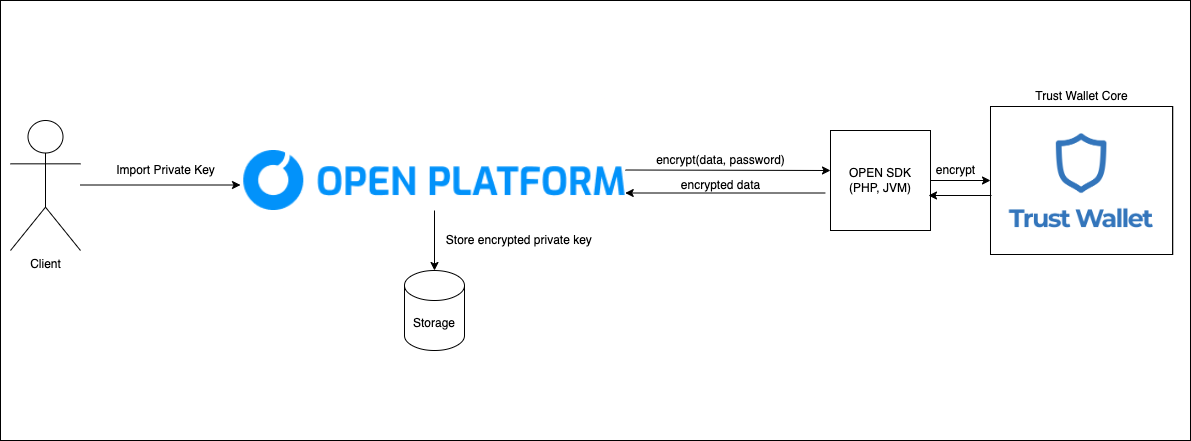 Trust Wallet Core
Import Private Key
OPEN PLATFORM
encrypt(data, password)
encrypted data
OPEN SDK
(PHP, JVM)
encrypt
Trust Wallet
Client
Store encrypted private key
Storage